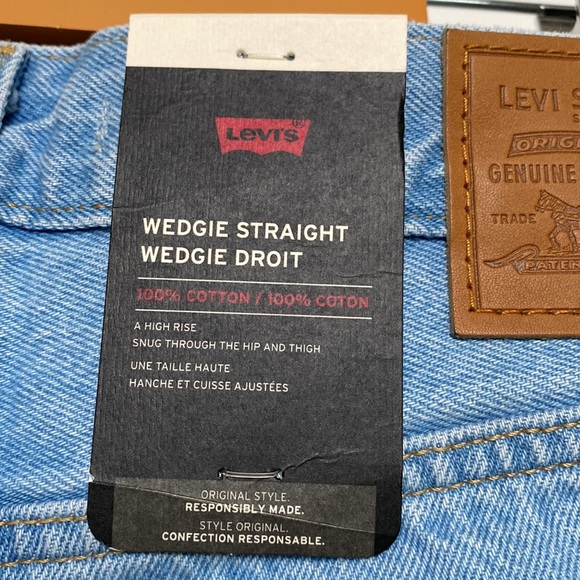 Levi's
WEDGIE STRAIGHT
WEDGIE DROIT
100% COTTON / 100% COTON
A HIGH RISE
SNUG THROUGH THE HIP AND THIGH
UNE TAILLE HAUTE
HANCHE ET CUISSE AJUSTÉES
ORIGINAL STYLE.
RESPONSIBLY MADE.
STYLE ORIGINAL.
CONFECTION RESPONSABLE.
LEVI S
ORIGI
GENUINE
TRADE
PATEN